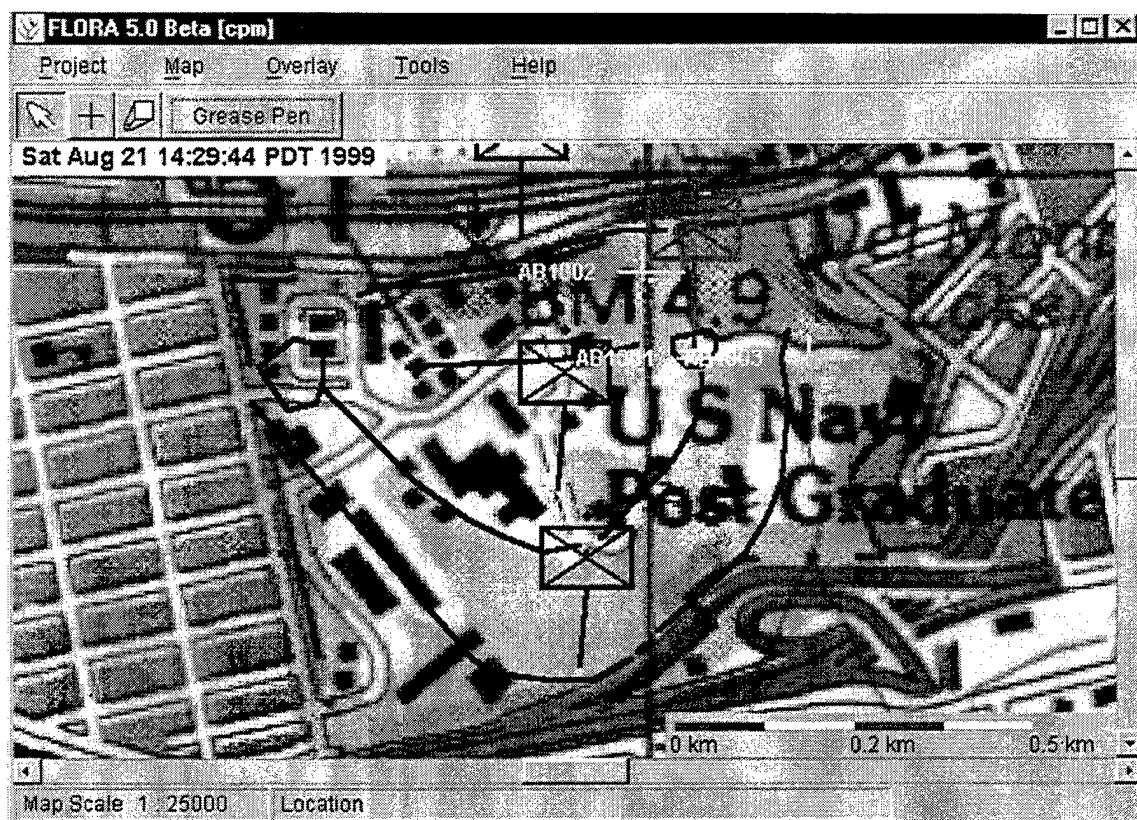 FLORA 5.0 Beta [cpm]
Project Map Overlay Tools Help
Grease Pen
Sat Aug 21 14:29:44 PDT 1999
AB1002
BM 4.9
AB1001
US Navy
Post Graduate
0 km 0.2 km 0.5 km
Map Scale 1 : 25000 Location